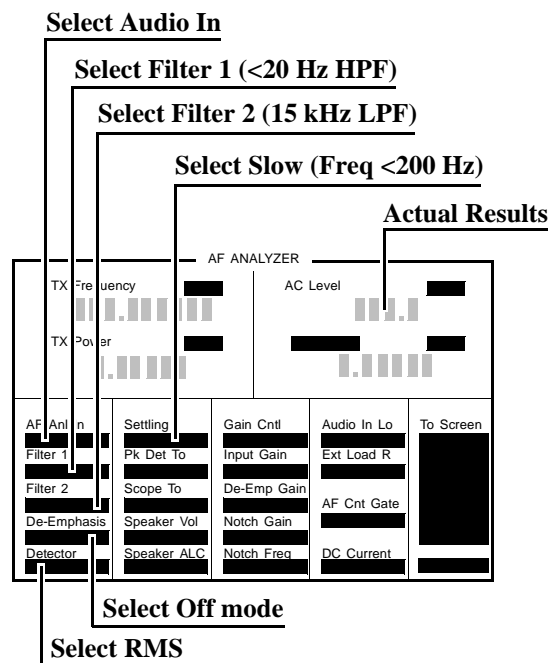 Select Audio In
Select Filter 1 (<20 Hz HPF)
Select Filter 2 (15 kHz LPF)
Select Slow (Freq <200 Hz)
Actual Results
AF ANALYZER
TX Frequency
AC Level
TX Power
AF Anl In
Settling
Gain Cntl
Audio In Lo
To Screen
Filter 1
Pk Det To
Input Gain
Ext Load R
Filter 2
Scope To
De-Emp Gain
AF Cnt Gate
De-Emphasis
Speaker Vol
Notch Gain
Detector
Speaker ALC
Notch Freq
DC Current
Select Off mode
Select RMS